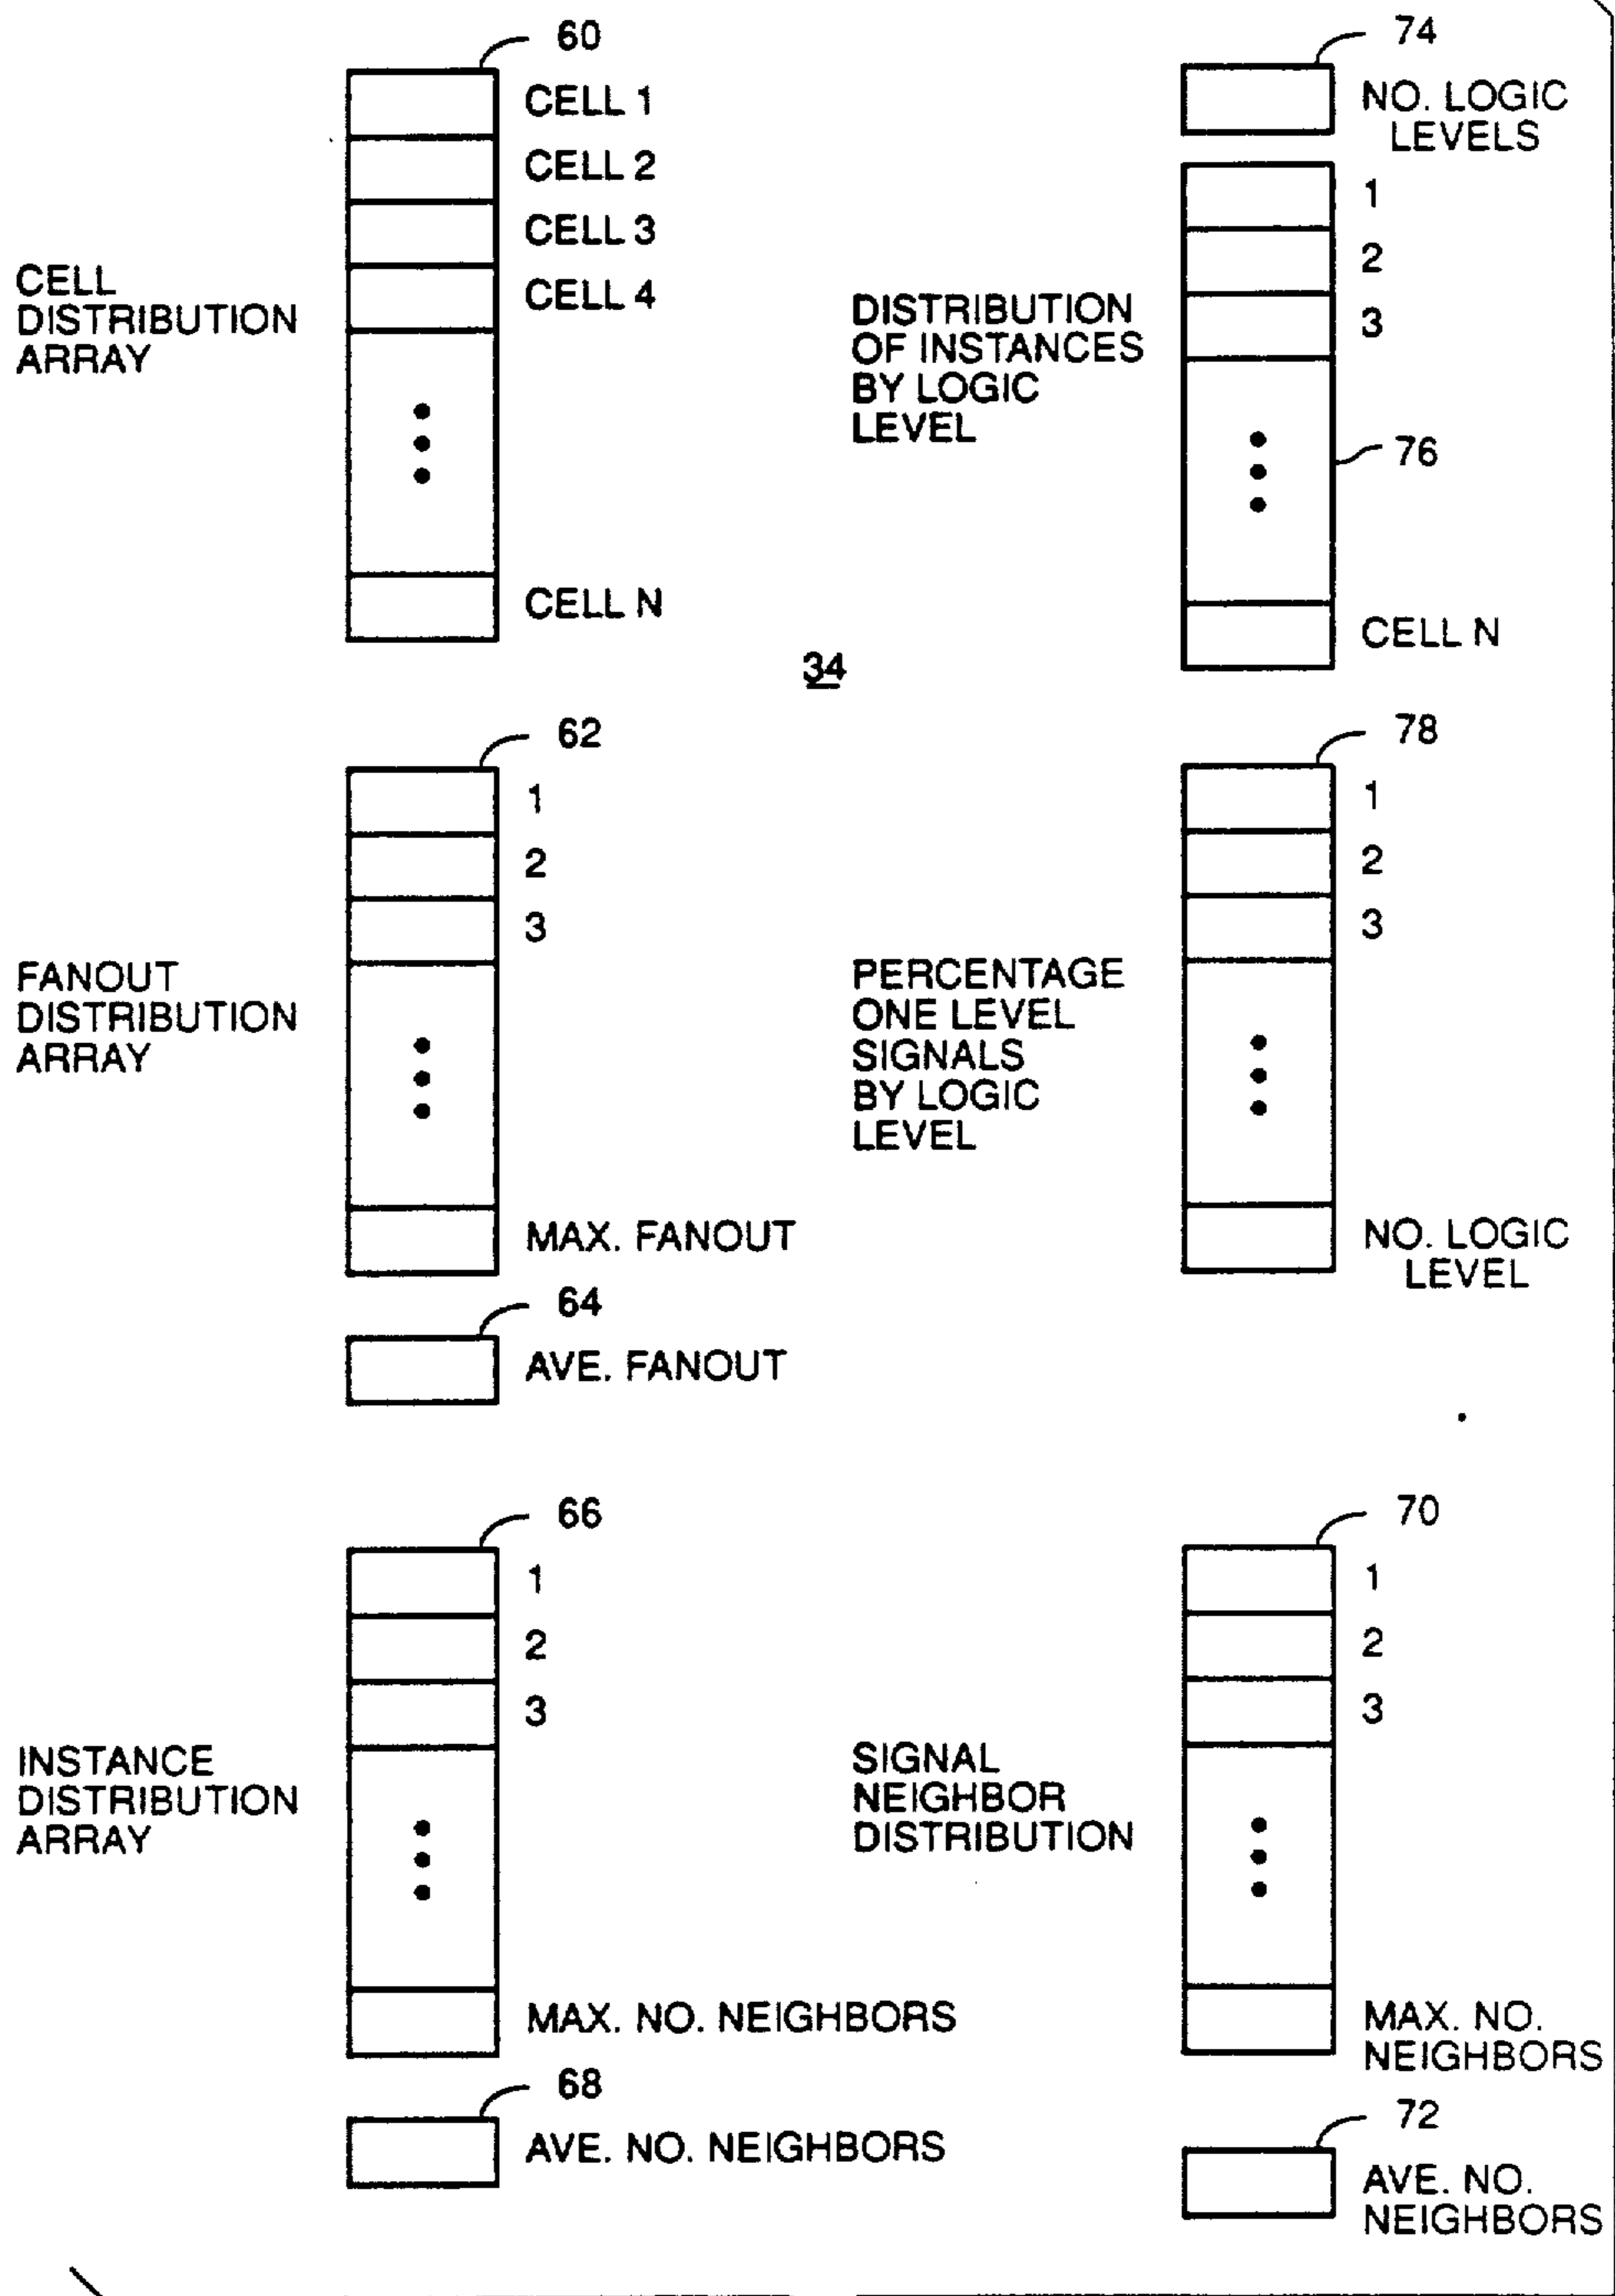 60
CELL 1
CELL 2
CELL 3
CELL 4
CELL
DISTRIBUTION
ARRAY
CELL N
74
NO. LOGIC
LEVELS
1
2
3
DISTRIBUTION
OF INSTANCES
BY LOGIC
LEVEL
76
CELL N
34
62
1
2
3
FANOUT
DISTRIBUTION
ARRAY
MAX. FANOUT
64
AVE. FANOUT
78
1
2
3
PERCENTAGE
ONE LEVEL
SIGNALS
BY LOGIC
LEVEL
NO. LOGIC
LEVEL
66
1
2
3
INSTANCE
DISTRIBUTION
ARRAY
MAX. NO. NEIGHBORS
68
AVE. NO. NEIGHBORS
70
1
2
3
SIGNAL
NEIGHBOR
DISTRIBUTION
MAX. NO.
NEIGHBORS
72
AVE. NO.
NEIGHBORS